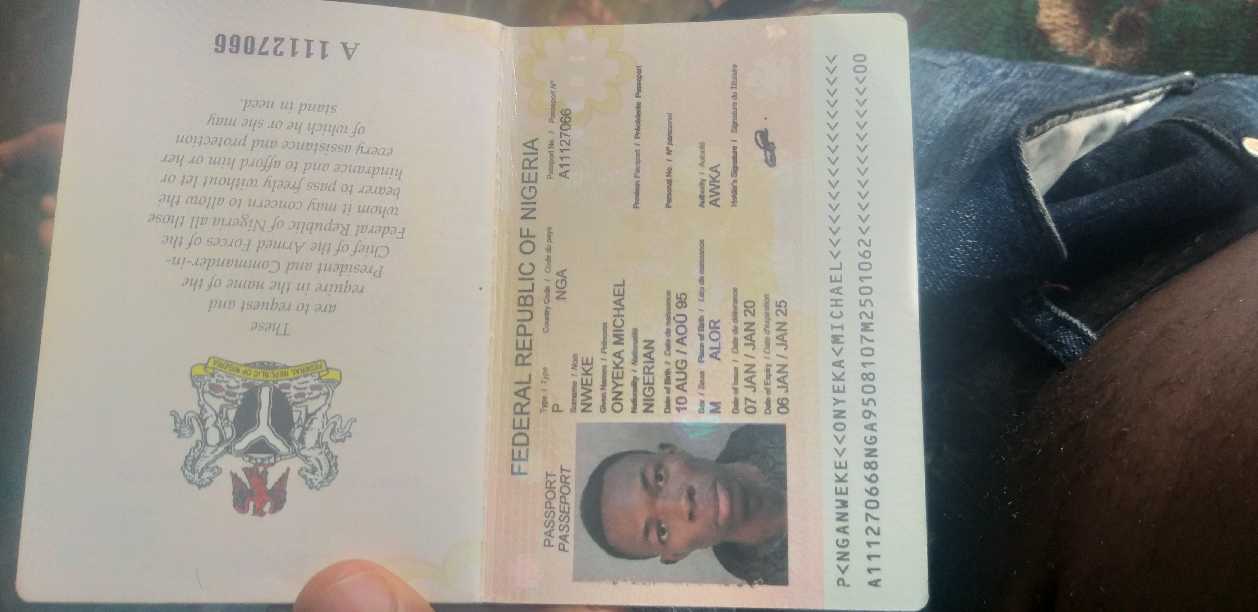 FEDERAL REPUBLIC OF NIGERIA
These
are to request and
require in the name of the
President and Commander-in-
Chief of the Armed Forces of the
Federal Republic of Nigeria all those
whom it may concern to allow the
bearer to pass freely without let or
hindrance and to afford him or her
every assistance and protection
of which he or she may
stand in need.
A 11127066
FEDERAL REPUBLIC OF NIGERIA
PASSPORT
PASSEPORT
Type / Type Country Code / Code du pays Passport No. / Passeport N°
P NGA A11127066
Surname / Nom
NWEKE
Given Names / Prénoms
ONYEKA MICHAEL
Nationality / Nationalité Previous Passport / Précédente Passeport
NIGERIAN
Date of Birth / Date de naissance Personal No. / N° personnel
10 AUG / AOÛ 95
Sex / Sexe Place of Birth / Lieu de naissance Authority / Autorité
M ALOR AWKA
Date of Issue / Date de délivrance Holder's Signature / Signature du Titulaire
07 JAN / JAN 20
Date of Expiry / Date d'expiration
06 JAN / JAN 25
P<NGANWEKE<<ONYEKA<MICHAEL<<<<<<<<<<<<<<<<<<
A111270668NGA9508107M2501062<<<<<<<<<<<<<<00